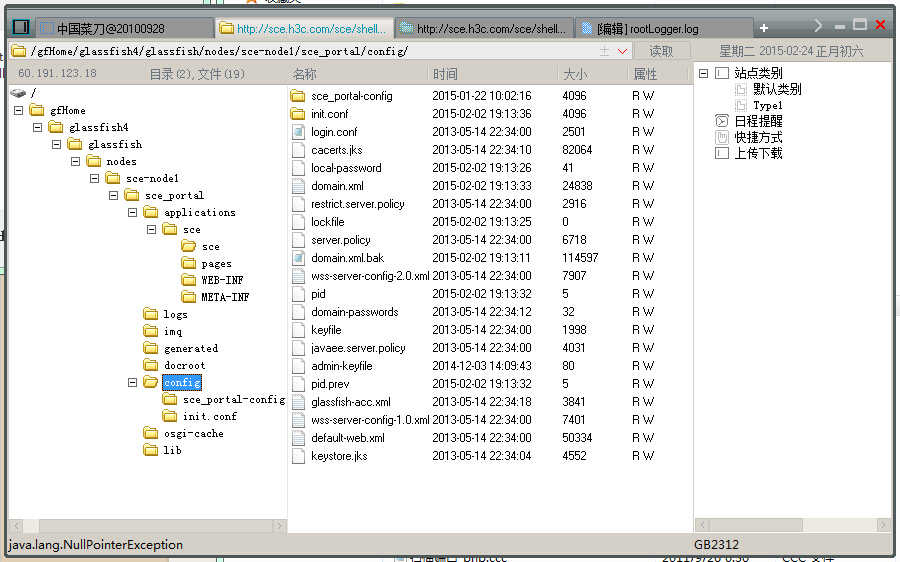 中国菜刀@20100928
http://sce.h3c.com/sce/shell...
http://sce.h3c.com/sce/shell...
[编辑] rootLogger.log
/gfHome/glassfish4/glassfish/nodes/sce-node1/sce_portal/config/
读取
星期二 2015-02-24 正月初六
60.191.123.18 目录(2),文件(19)
名称 时间 大小 属性
/
gfHome
glassfish4
glassfish
nodes
sce-node1
sce_portal
applications
sce
sce
pages
WEB-INF
META-INF
logs
imq
generated
docroot
config
sce_portal-config
init.conf
osgi-cache
lib
sce_portal-config 2015-01-22 10:02:16 4096 R W
init.conf 2015-02-02 19:13:36 4096 R W
login.conf 2013-05-14 22:34:00 2501 R W
cacerts.jks 2013-05-14 22:34:10 82064 R W
local-password 2015-02-02 19:13:26 41 R W
domain.xml 2015-02-02 19:13:33 24838 R W
restrict.server.policy 2013-05-14 22:34:00 2916 R W
lockfile 2015-02-02 19:13:25 0 R W
server.policy 2013-05-14 22:34:00 6718 R W
domain.xml.bak 2015-02-02 19:13:11 114597 R W
wss-server-config-2.0.xml 2013-05-14 22:34:00 7907 R W
pid 2015-02-02 19:13:32 5 R W
domain-passwords 2013-05-14 22:34:12 32 R W
keyfile 2013-05-14 22:34:00 1998 R W
javaee.server.policy 2013-05-14 22:34:00 4031 R W
admin-keyfile 2014-12-03 14:09:43 80 R W
pid.prev 2015-02-02 19:13:32 5 R W
glassfish-acc.xml 2013-05-14 22:34:18 3841 R W
wss-server-config-1.0.xml 2013-05-14 22:34:00 7401 R W
default-web.xml 2013-05-14 22:34:00 50334 R W
keystore.jks 2013-05-14 22:34:04 4552 R W
站点类别
默认类别
Type1
日程提醒
快捷方式
上传下载
java.lang.NullPointerException
GB2312